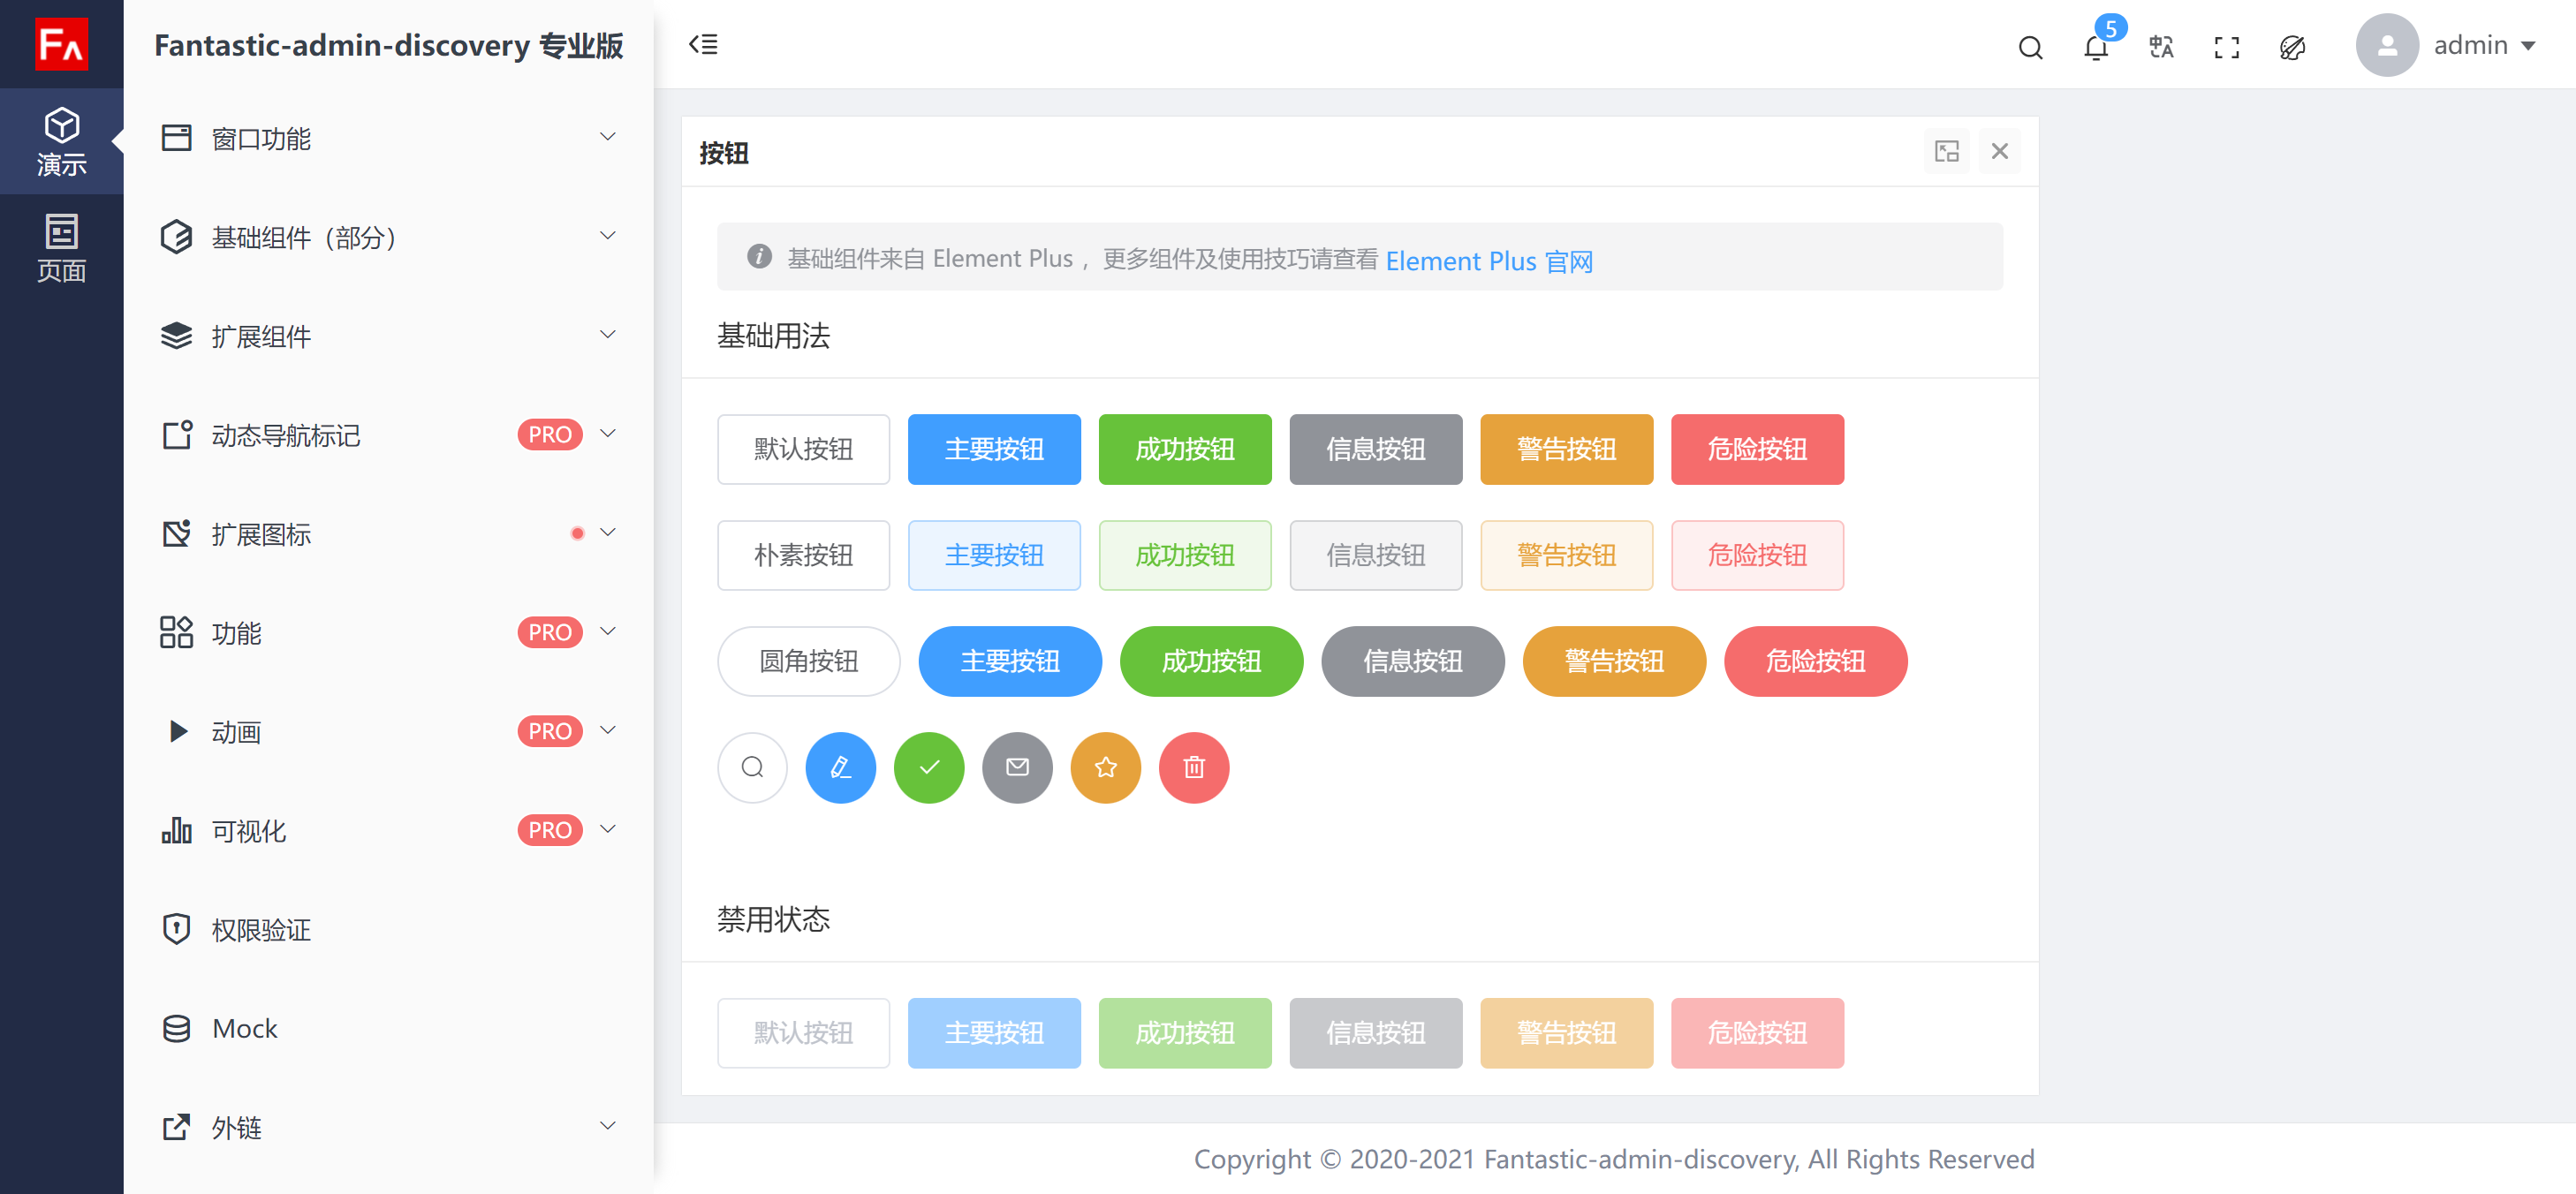 FA
演示
页面
Fantastic-admin-discovery 专业版
窗口功能
基础组件（部分）
扩展组件
动态导航标记 PRO
扩展图标
功能 PRO
动画 PRO
可视化 PRO
权限验证
Mock
外链
5
admin
按钮
基础组件来自 Element Plus ，更多组件及使用技巧请查看 Element Plus 官网
基础用法
默认按钮 主要按钮 成功按钮 信息按钮 警告按钮 危险按钮
朴素按钮 主要按钮 成功按钮 信息按钮 警告按钮 危险按钮
圆角按钮 主要按钮 成功按钮 信息按钮 警告按钮 危险按钮
禁用状态
默认按钮 主要按钮 成功按钮 信息按钮 警告按钮 危险按钮
Copyright © 2020-2021 Fantastic-admin-discovery, All Rights Reserved